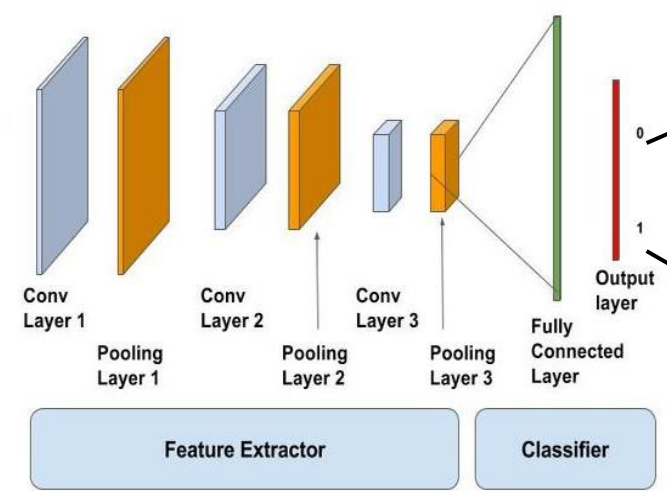 0
1
Conv
Layer 1
Pooling
Layer 1
Conv
Layer 2
Pooling
Layer 2
Conv
Layer 3
Pooling
Layer 3
Fully
Connected
Layer
Output
layer
Feature Extractor
Classifier